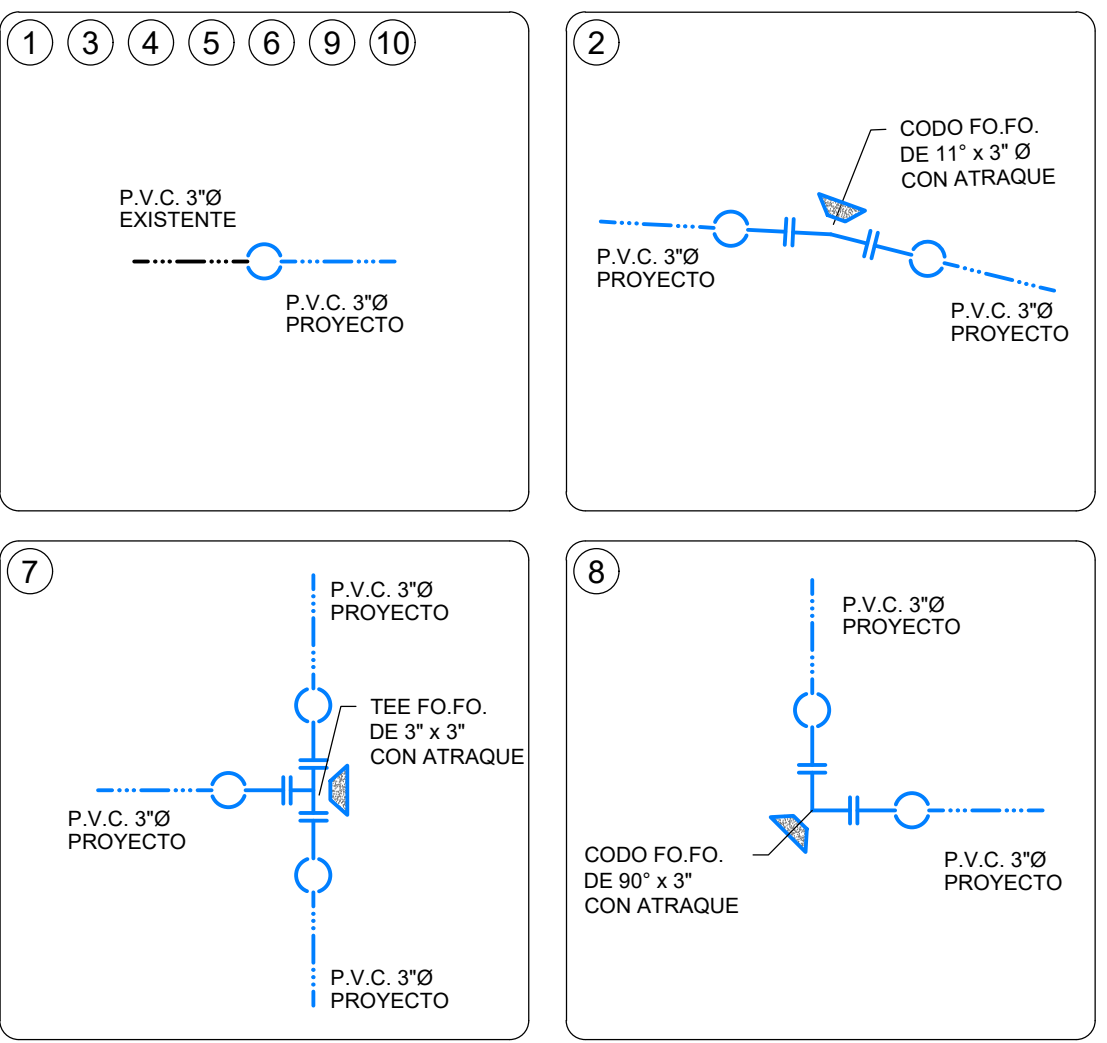 1 3 4 5 6 9 10
P.V.C. 3"Ø
EXISTENTE
P.V.C. 3"Ø
PROYECTO
2
CODO FO.FO.
DE 11° x 3" Ø
CON ATRAQUE
P.V.C. 3"Ø
PROYECTO
P.V.C. 3"Ø
PROYECTO
7
P.V.C. 3"Ø
PROYECTO
TEE FO.FO.
DE 3" x 3"
CON ATRAQUE
P.V.C. 3"Ø
PROYECTO
P.V.C. 3"Ø
PROYECTO
8
P.V.C. 3"Ø
PROYECTO
CODO FO.FO.
DE 90° x 3"
CON ATRAQUE
P.V.C. 3"Ø
PROYECTO